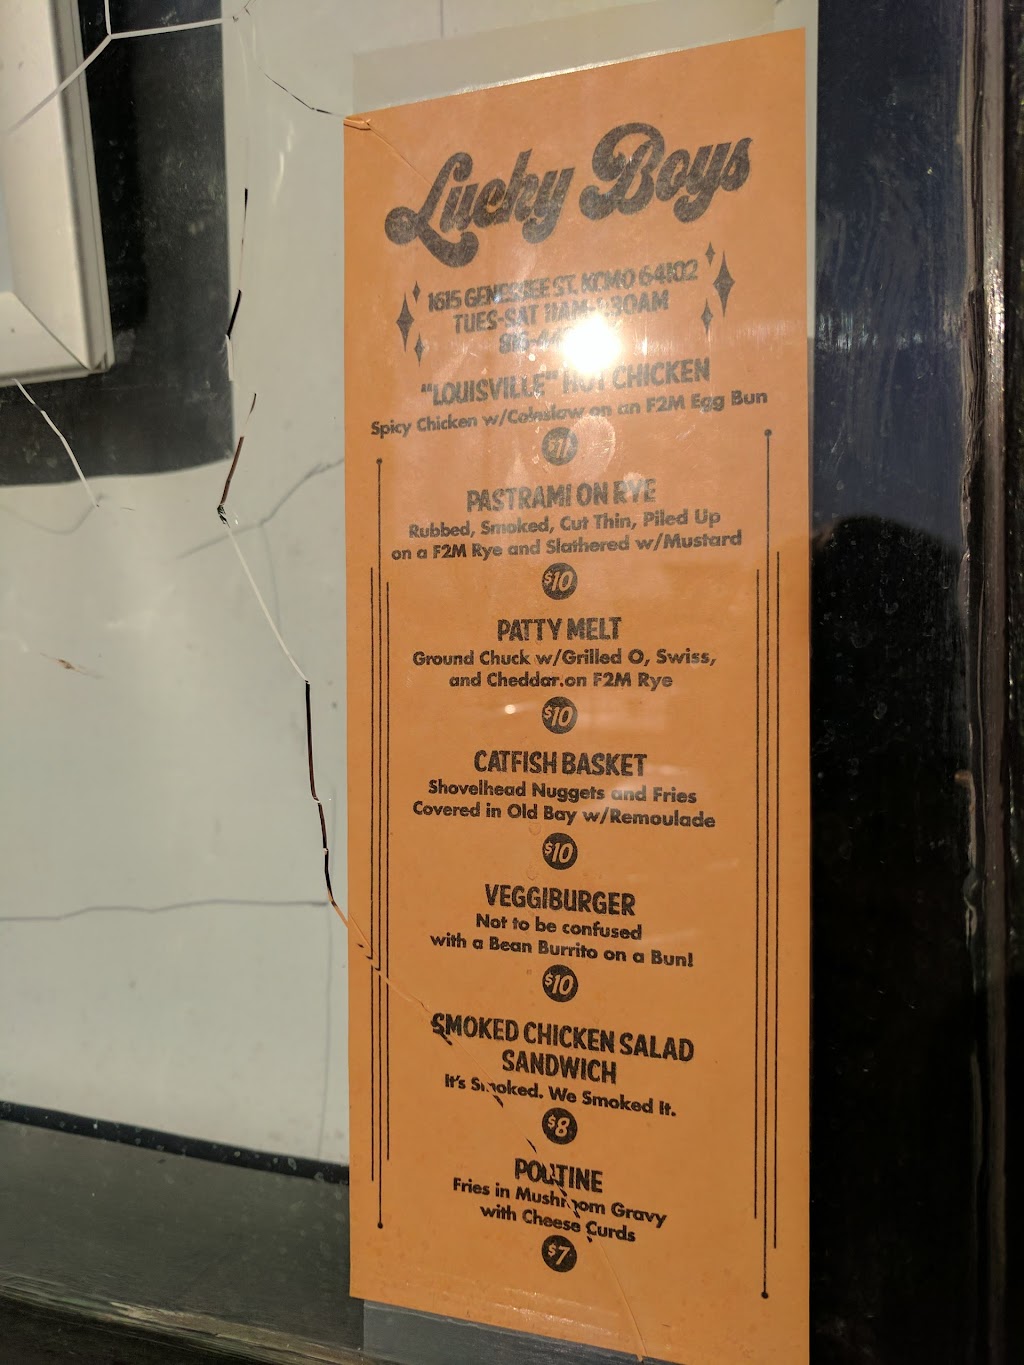 Lucky Boys
1615 GENESSEE ST. KCMO 64102
TUES-SAT
"LOUISVILLE" HOT CHICKEN
Spicy Chicken w/Coleslaw on an F2M Egg Bun
PASTRAMI ON RYE
Rubbed, Smoked, Cut Thin, Piled Up
on a F2M Rye and Slathered w/Mustard
$10
PATTY MELT
Ground Chuck w/Grilled O, Swiss,
and Cheddar on F2M Rye
$10
CATFISH BASKET
Shovelhead Nuggets and Fries
Covered in Old Bay w/Remoulade
$10
VEGGIBURGER
Not to be confused
with a Bean Burrito on a Bun!
$10
SMOKED CHICKEN SALAD
SANDWICH
It's Smoked. We Smoked It.
$8
POUTINE
Fries in Mushroom Gravy
with Cheese Curds
$7